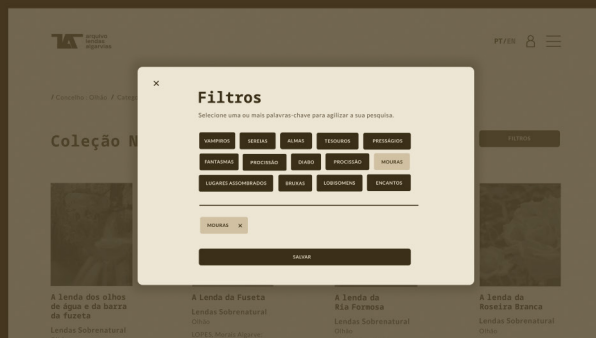 arquivo
lendas
algarvias
PT/EN
Filtros
Selecione uma ou mais palavras-chave para agilizar a sua pesquisa.
VAMPIROS SEREIAS ALMAS TESOUROS PRESSÁGIOS
FANTASMAS PROCISSÃO DIABO PROCISSÃO MOURAS
LUGARES ASSOMBRADOS BRUXAS LOBISOMENS ENCANTOS
MOURAS ×
SALVAR
/ Concelho: Olhão /
Coleção
FILTROS
A lenda dos olhos
de água e da barra
da fuzeta
Lendas Sobrenatural
A Lenda da Fuseta
Lendas Sobrenatural
Olhão
A lenda da
Ria Formosa
Lendas Sobrenatural
Olhão
A lenda da
Roseira Branca
Lendas Sobrenatural
Olhão